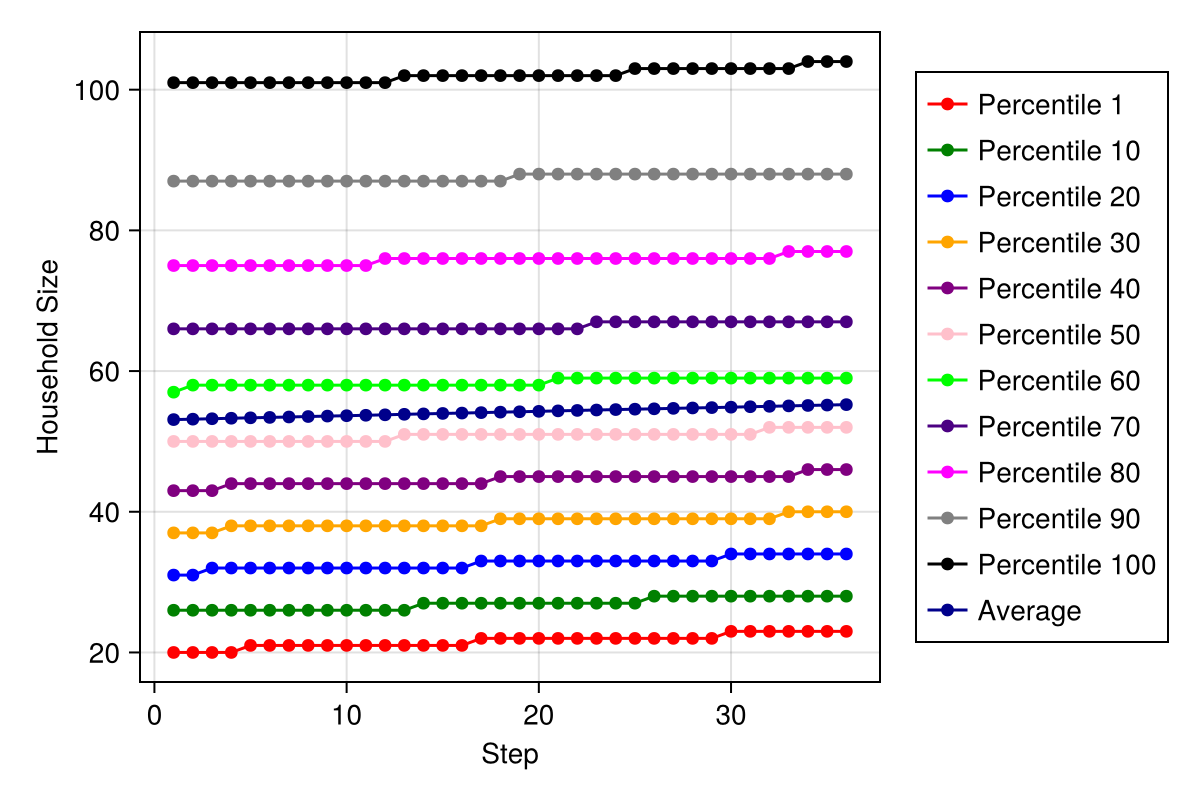 100
80
60
40
20
Household Size
0 10 20 30
Step
Percentile 1
Percentile 10
Percentile 20
Percentile 30
Percentile 40
Percentile 50
Percentile 60
Percentile 70
Percentile 80
Percentile 90
Percentile 100
Average